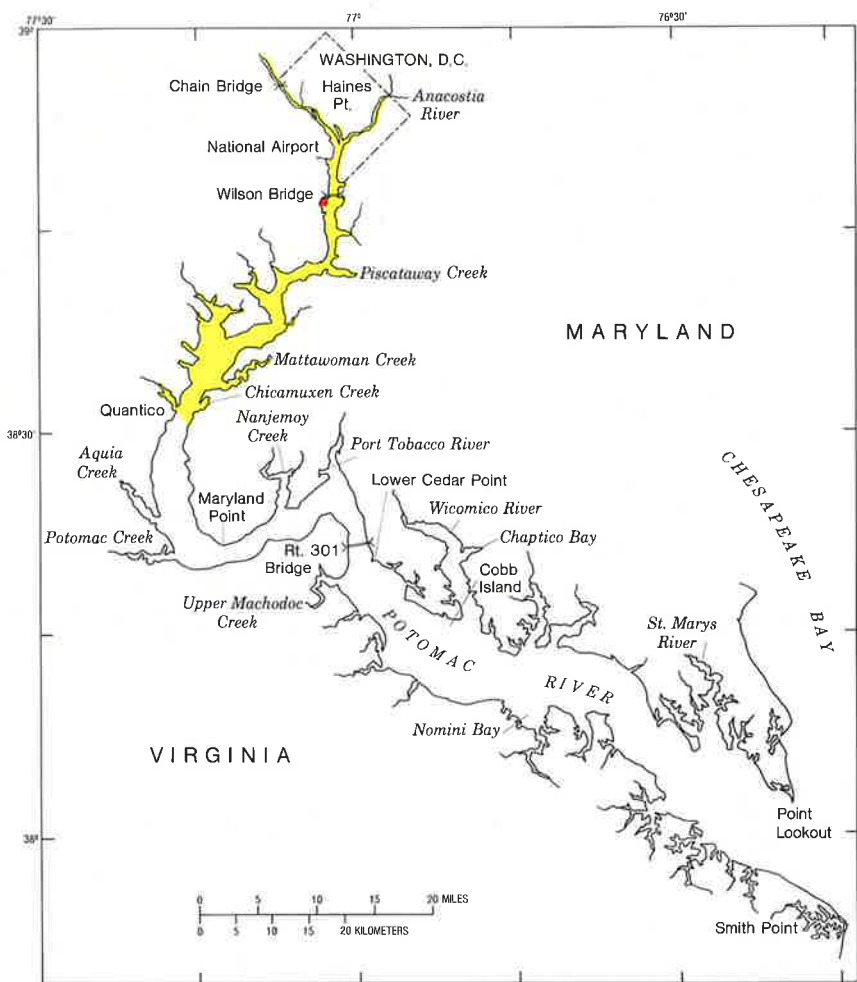 77°30'
77°
76°30'
39°
WASHINGTON, D.C.
Chain Bridge
Haines
Pt.
Anacostia
River
National Airport
Wilson Bridge
Piscataway Creek
MARYLAND
Mattawoman Creek
Chicamuxen Creek
Quantico
Nanjemoy
Creek
38°30'
Port Tobacco River
Aquia
Creek
Lower Cedar Point
Maryland
Point
Wicomico River
Potomac Creek
Chaptico Bay
Rt. 301
Bridge
Cobb
Island
CHESAPEAKE BAY
Upper Machodoc
Creek
St. Marys
River
POTOMAC
RIVER
Nomini Bay
VIRGINIA
Point
Lookout
38°
0 5 10 15 20 MILES
0 5 10 15 20 KILOMETERS
Smith Point